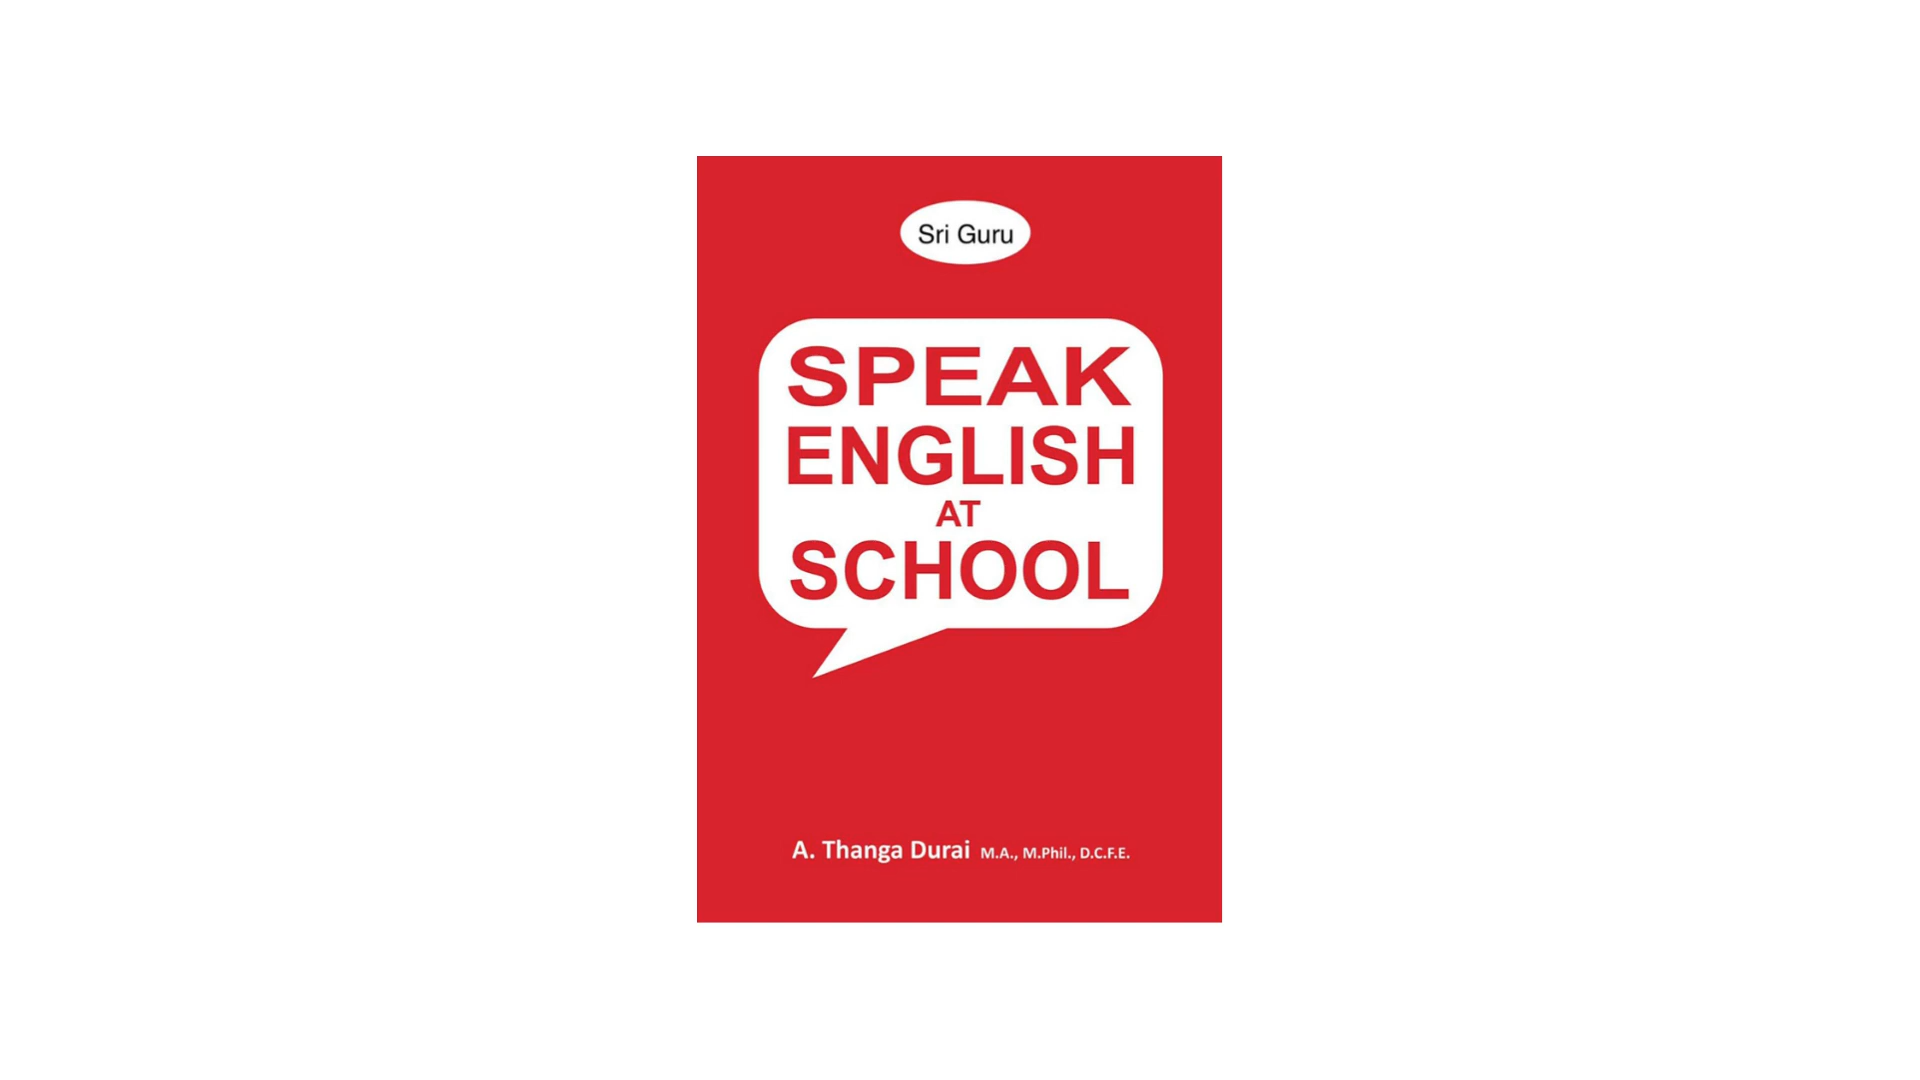 Sri Guru
SPEAK
ENGLISH
AT
SCHOOL
A. Thanga Durai M.A., M.Phil., D.C.F.E.